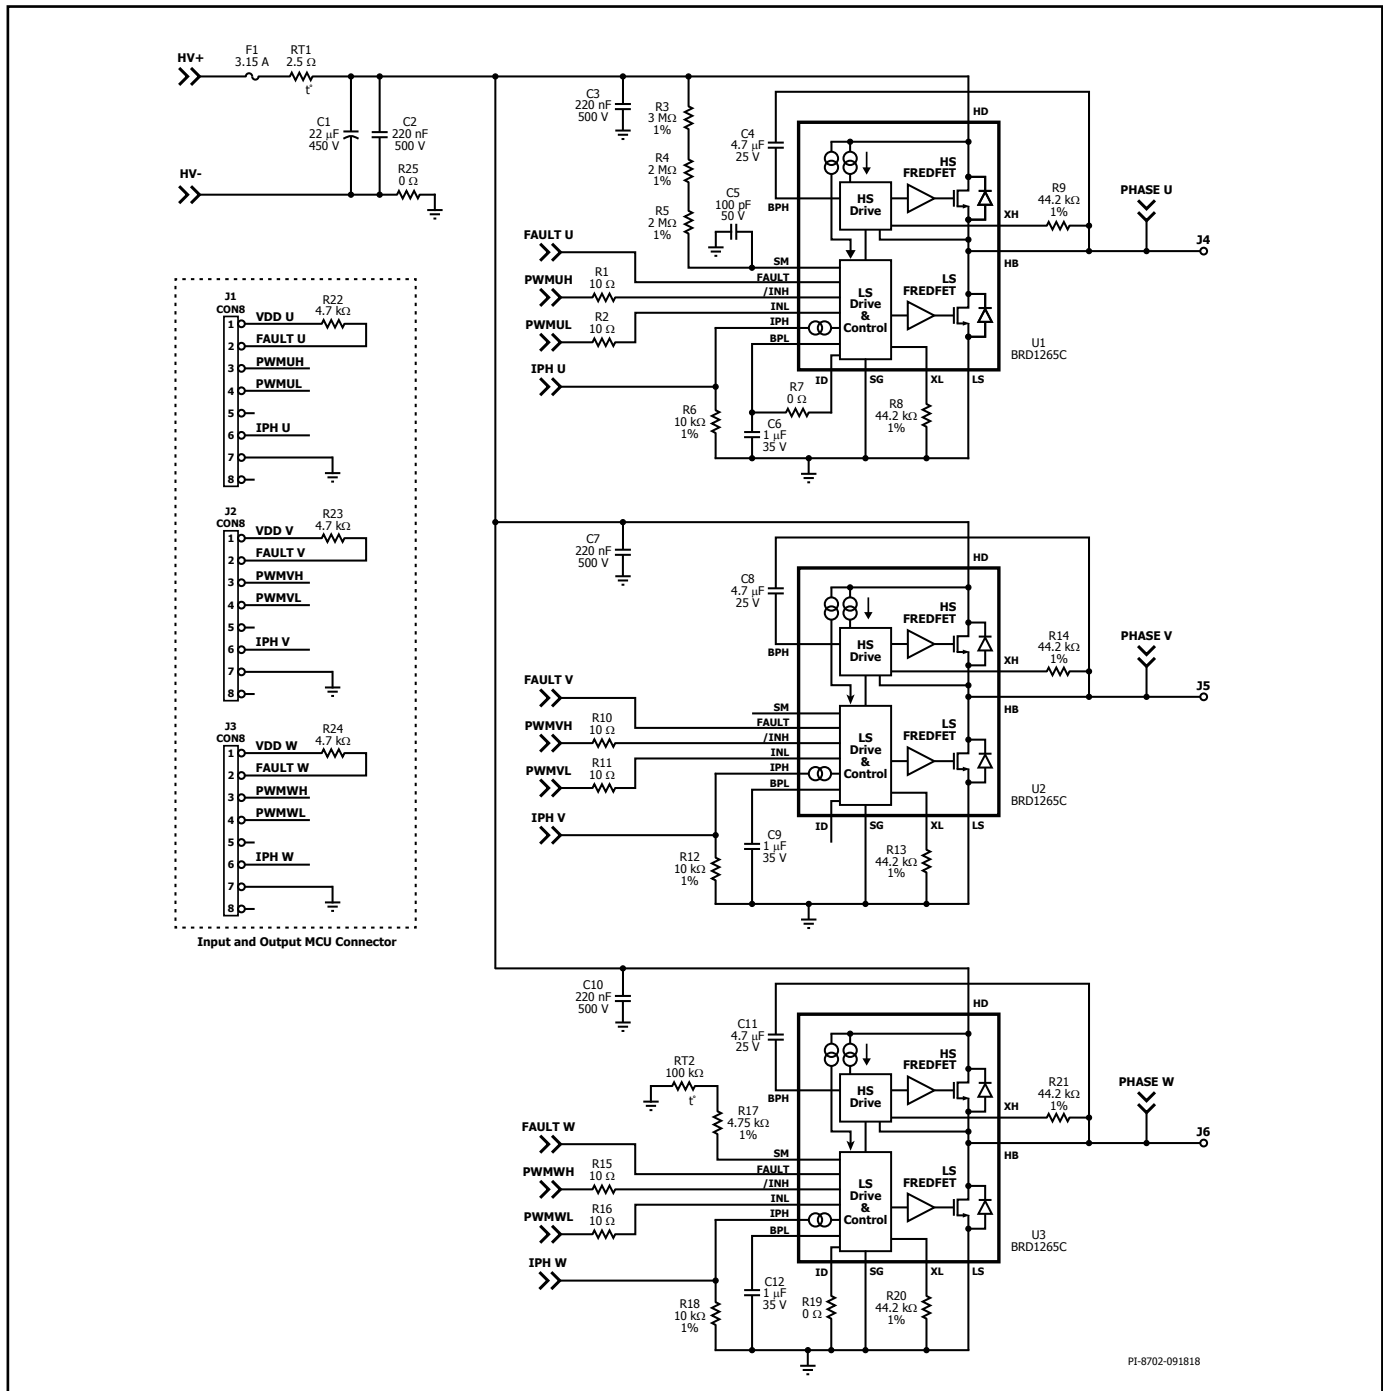 HV+
F1
3.15 A
RT1
2.5 Ω
t°
C1
22 μF
450 V
C2
220 nF
500 V
HV-
R25
0 Ω
C3
220 nF
500 V
R3
3 MΩ
1%
R4
2 MΩ
1%
R5
2 MΩ
1%
C5
100 pF
50 V
C4
4.7 μF
25 V
HD
HS
FREDFET
HS
Drive
BPH
XH
HB
R9
44.2 kΩ
1%
PHASE U
J4
FAULT U
PWMUH
R1
10 Ω
PWMUL
R2
10 Ω
IPH U
SM
FAULT
/INH
INL
IPH
BPL
LS
Drive
&
Control
LS
FREDFET
U1
BRD1265C
ID
SG
XL
LS
R7
0 Ω
R6
10 kΩ
1%
C6
1 μF
35 V
R8
44.2 kΩ
1%
J1
CON8
R22
4.7 kΩ
1 VDD U
2 FAULT U
3 PWMUH
4 PWMUL
5
6 IPH U
7
8
J2
CON8
R23
4.7 kΩ
1 VDD V
2 FAULT V
3 PWMVH
4 PWMVL
5
6 IPH V
7
8
J3
CON8
R24
4.7 kΩ
1 VDD W
2 FAULT W
3 PWMWH
4 PWMWL
5
6 IPH W
7
8
Input and Output MCU Connector
C7
220 nF
500 V
C8
4.7 μF
25 V
HD
HS
FREDFET
HS
Drive
BPH
XH
HB
R14
44.2 kΩ
1%
PHASE V
J5
FAULT V
PWMVH
R10
10 Ω
PWMVL
R11
10 Ω
IPH V
SM
FAULT
/INH
INL
IPH
BPL
LS
Drive
&
Control
LS
FREDFET
U2
BRD1265C
ID
SG
XL
LS
R12
10 kΩ
1%
C9
1 μF
35 V
R13
44.2 kΩ
1%
C10
220 nF
500 V
C11
4.7 μF
25 V
RT2
100 kΩ
t°
R17
4.75 kΩ
1%
HD
HS
FREDFET
HS
Drive
BPH
XH
HB
R21
44.2 kΩ
1%
PHASE W
J6
FAULT W
PWMWH
R15
10 Ω
PWMWL
R16
10 Ω
IPH W
SM
FAULT
/INH
INL
IPH
BPL
LS
Drive
&
Control
LS
FREDFET
U3
BRD1265C
ID
SG
XL
LS
R18
10 kΩ
1%
C12
1 μF
35 V
R19
0 Ω
R20
44.2 kΩ
1%
PI-8702-091818